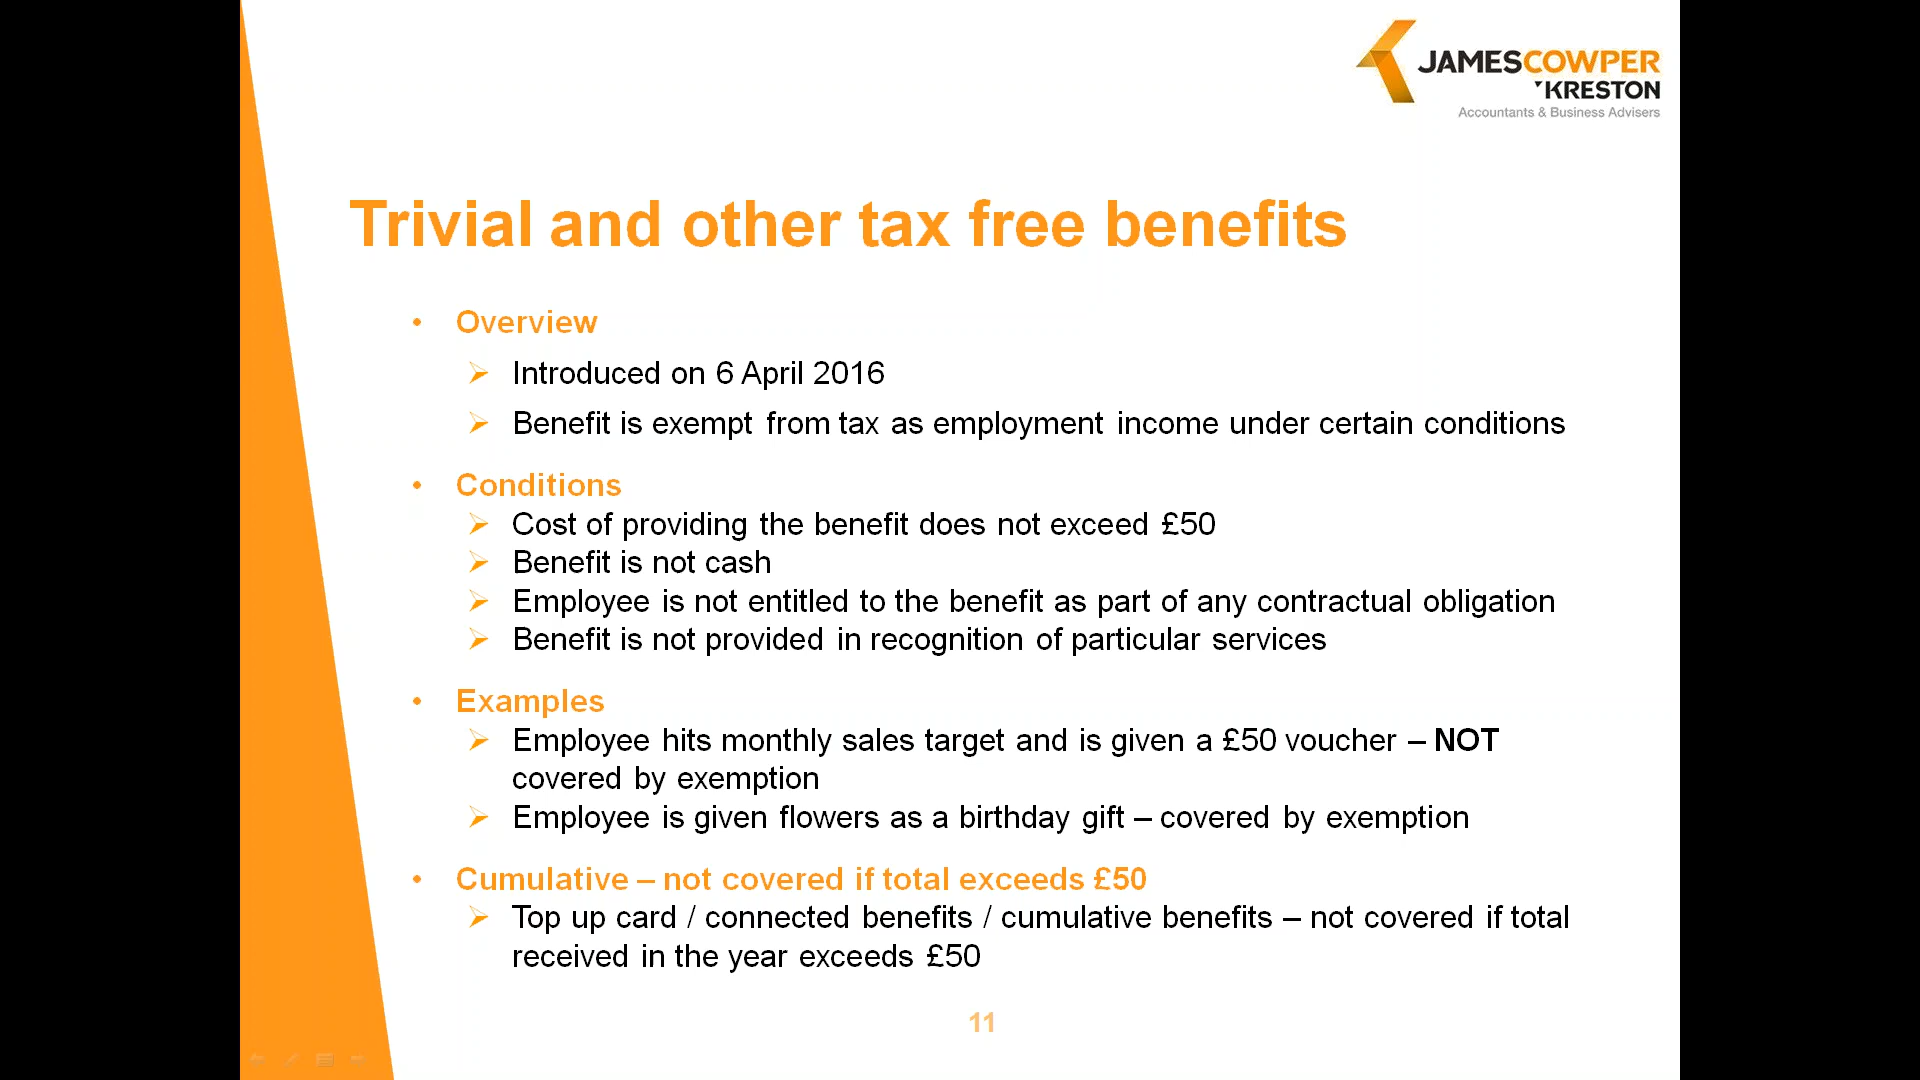 JAMESCOWPER
KRESTON
Accountants & Business Advisers
Trivial and other tax free benefits
• Overview
➢ Introduced on 6 April 2016
➢ Benefit is exempt from tax as employment income under certain conditions
• Conditions
➢ Cost of providing the benefit does not exceed £50
➢ Benefit is not cash
➢ Employee is not entitled to the benefit as part of any contractual obligation
➢ Benefit is not provided in recognition of particular services
• Examples
➢ Employee hits monthly sales target and is given a £50 voucher – NOT
covered by exemption
➢ Employee is given flowers as a birthday gift – covered by exemption
• Cumulative – not covered if total exceeds £50
➢ Top up card / connected benefits / cumulative benefits – not covered if total
received in the year exceeds £50
11